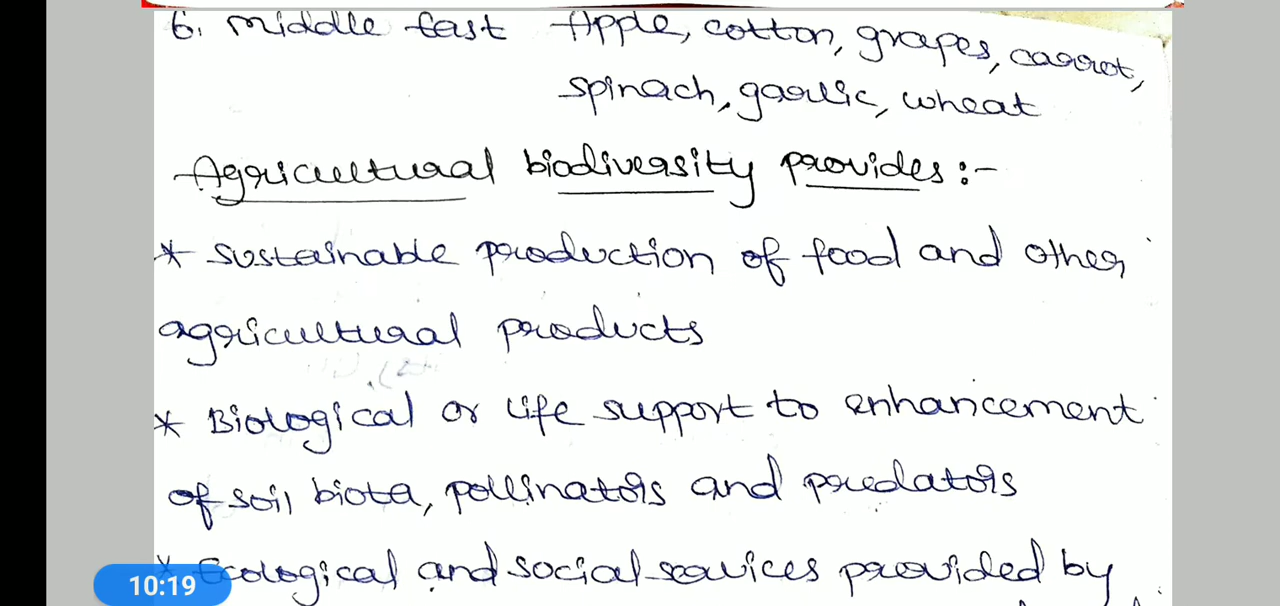 6. Middle East Apple, cotton, grapes, carrot,
spinach, garlic, wheat
Agricultural biodiversity provides:-
* Sustainable production of food and other
agricultural products
* Biological or life support to enhancement
of soil biota, pollinators and predators
* Ecological and social services provided by
10:19